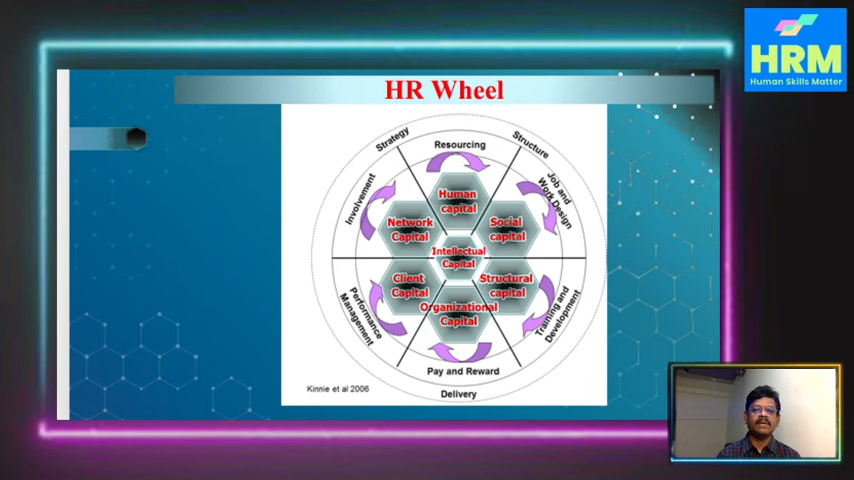 HRM
Human Skills Matter
HR Wheel
Strategy
Resourcing
Structure
Involvement
Job and
Work Design
Human
capital
Network
Capital
Social
capital
Intellectual
Capital
Client
Capital
Structural
capital
Organizational
Capital
Performance
Management
Training and
Development
Pay and Reward
Kinnie et al 2006
Delivery